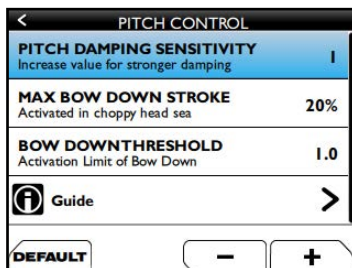 < PITCH CONTROL
PITCH DAMPING SENSITIVITY 1
Increase value for stronger damping
MAX BOW DOWN STROKE 20%
Activated in choppy head sea
BOW DOWNTHRESHOLD 1.0
Activation Limit of Bow Down
Guide >
DEFAULT − +